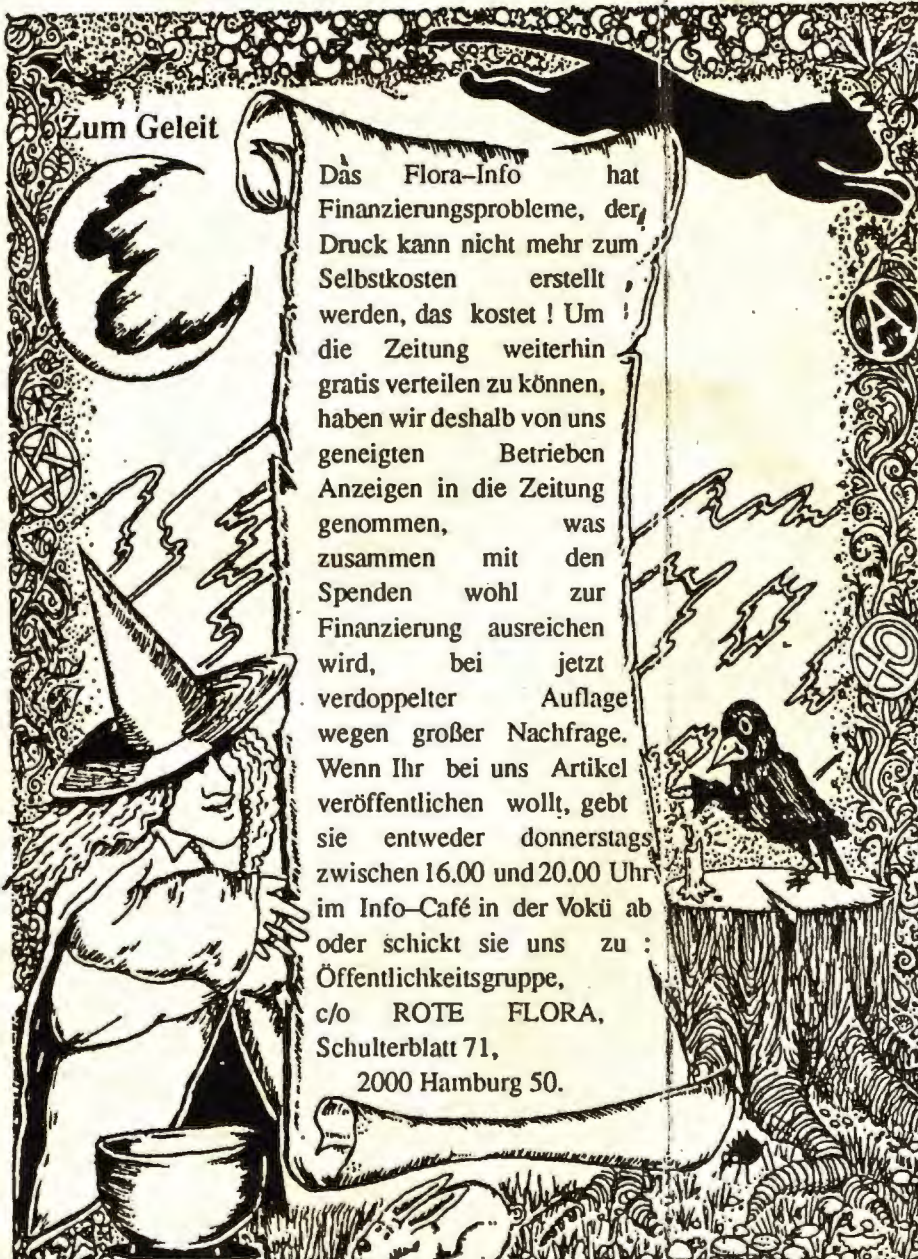 Zum Geleit
Das Flora–Info hat
Finanzierungsprobleme, der
Druck kann nicht mehr zum
Selbstkosten erstellt
werden, das kostet ! Um
die Zeitung weiterhin
gratis verteilen zu können,
haben wir deshalb von uns
geneigten Betrieben
Anzeigen in die Zeitung
genommen, was
zusammen mit den
Spenden wohl zur
Finanzierung ausreichen
wird, bei jetzt
verdoppelter Auflage
wegen großer Nachfrage.
Wenn Ihr bei uns Artikel
veröffentlichen wollt, gebt
sie entweder donnerstags
zwischen 16.00 und 20.00 Uhr
im Info–Café in der Vokü ab
oder schickt sie uns zu :
Öffentlichkeitsgruppe,
c/o ROTE FLORA,
Schulterblatt 71,
2000 Hamburg 50.